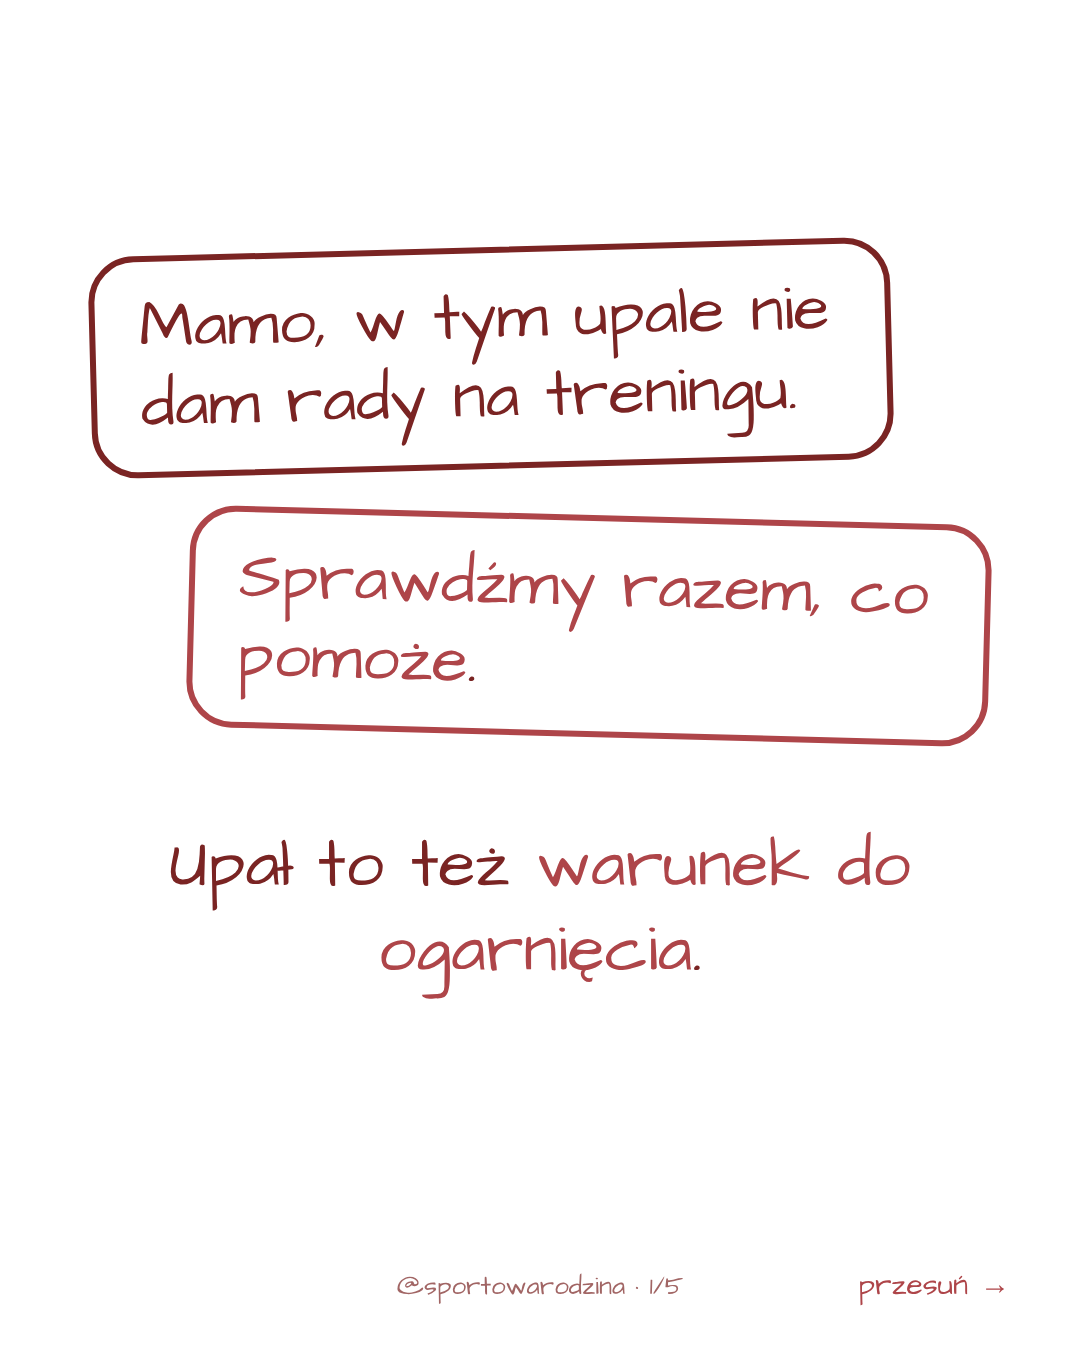 Mamo, w tym upale nie
dam rady na treningu.
Sprawdźmy razem, co
pomoże.
Upał to też warunek do
ogarnięcia.
@sportowarodzina · 1/5
przesuń →